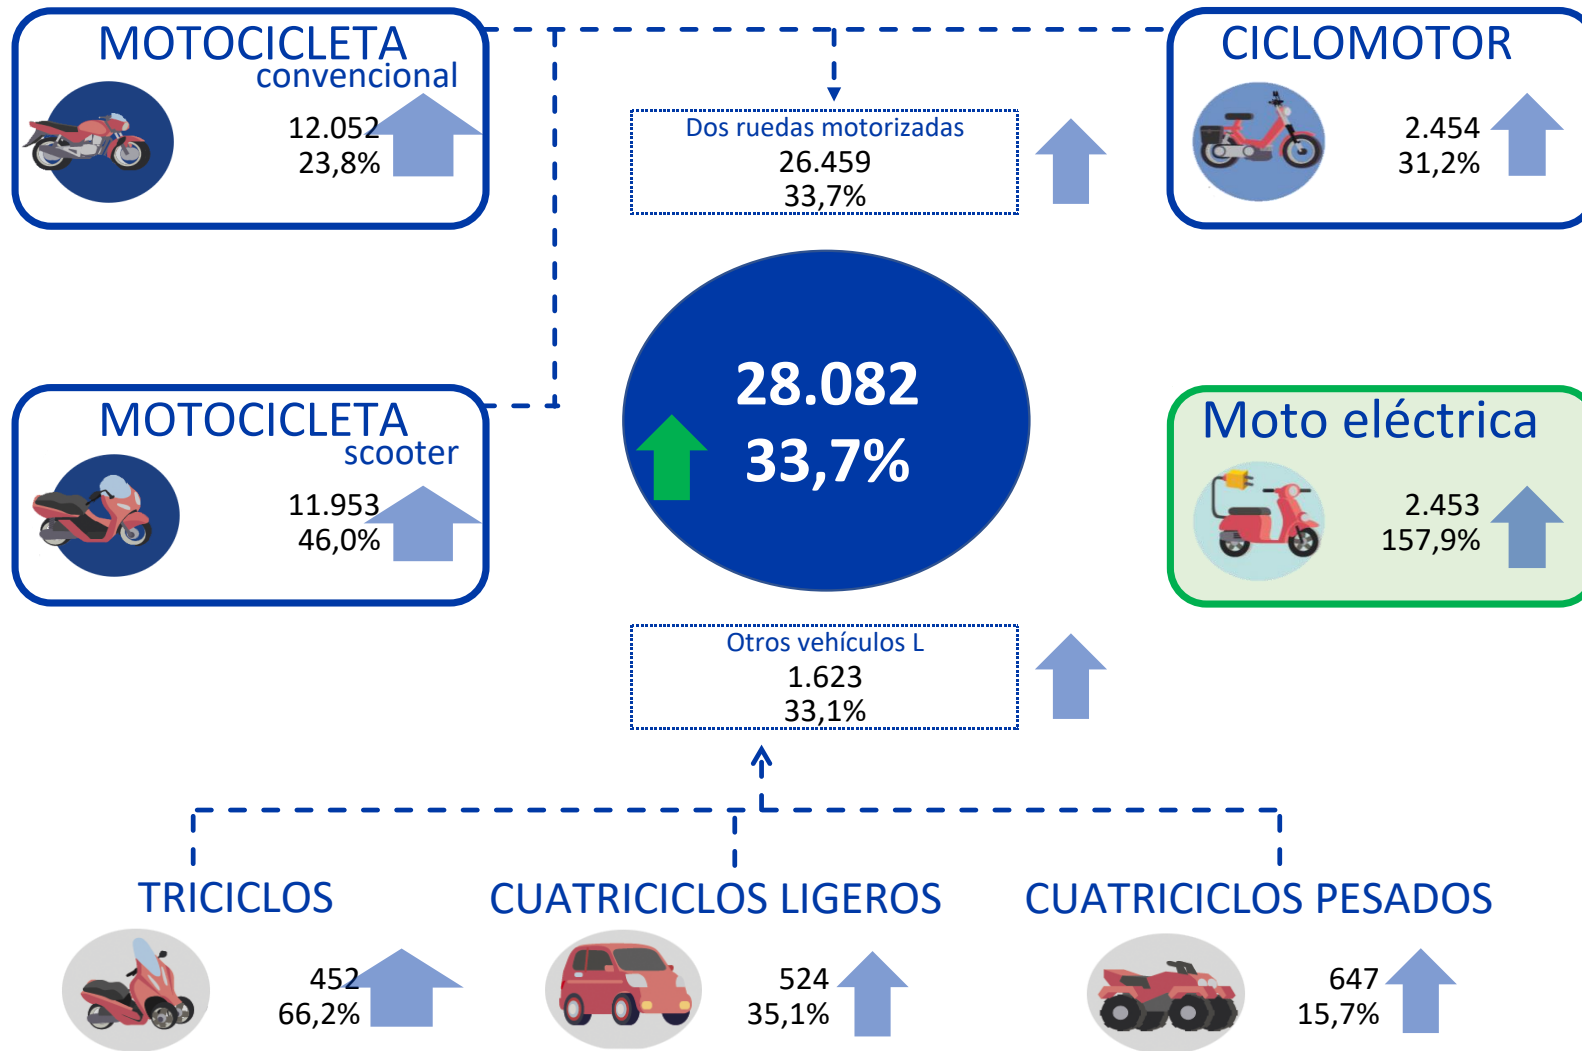 MOTOCICLETA
convencional
12.052
23,8%
Dos ruedas motorizadas
26.459
33,7%
CICLOMOTOR
2.454
31,2%
28.082
33,7%
MOTOCICLETA
scooter
11.953
46,0%
Moto eléctrica
2.453
157,9%
Otros vehículos L
1.623
33,1%
TRICICLOS
452
66,2%
CUATRICICLOS LIGEROS
524
35,1%
CUATRICICLOS PESADOS
647
15,7%